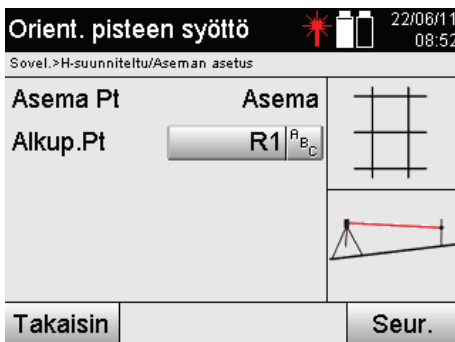 Orient. pisteen syöttö
22/06/11
08:52
Sovel.>H-suunniteltu/Aseman asetus
Asema Pt Asema
Alkup.Pt R1 ABC
Takaisin Seur.